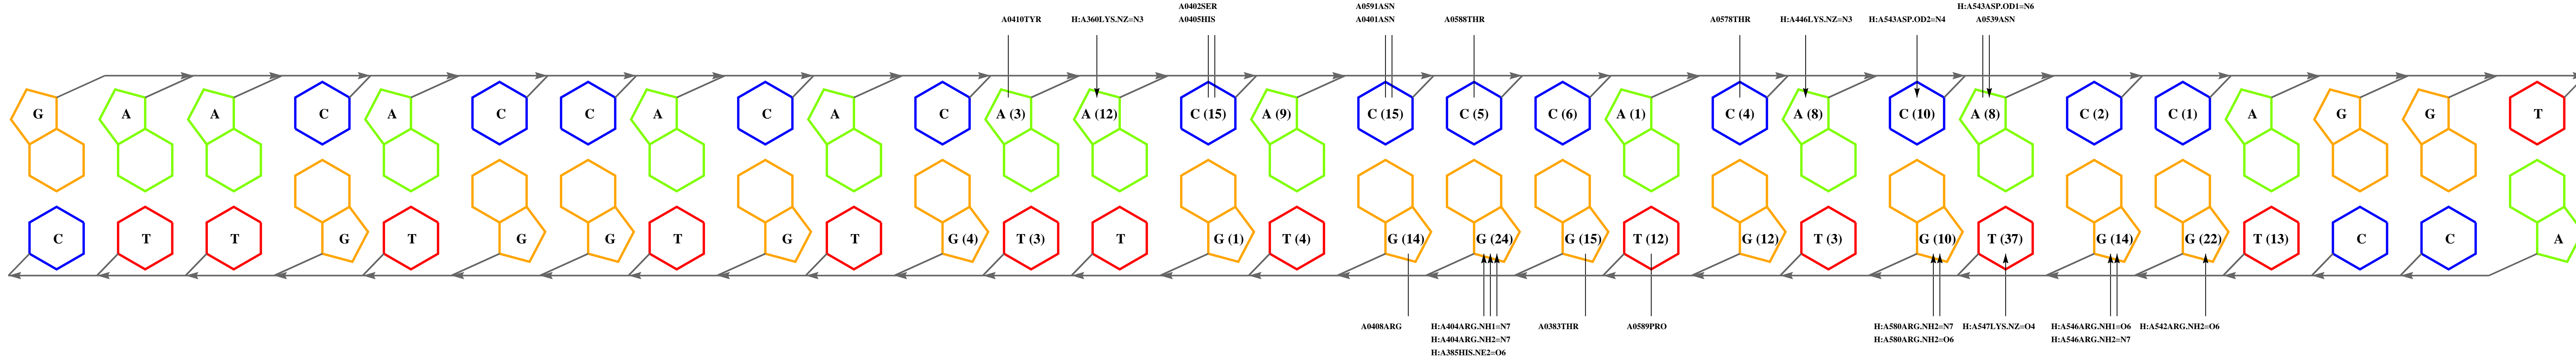 A0402SER A0591ASN H:A543ASP.OD1=N6
A0410TYR H:A360LYS.NZ=N3 A0405HIS A0401ASN A0588THR A0578THR H:A446LYS.NZ=N3 H:A543ASP.OD2=N4 A0539ASN
G A A C A C C A C A C A (3) A (12) C (15) A (9) C (15) C (5) C (6) A (1) C (4) A (8) C (10) A (8) C (2) C (1) A G G T
C T T G T G G T G T G (4) T (3) T G (1) T (4) G (14) G (24) G (15) T (12) G (12) T (3) G (10) T (37) G (14) G (22) T (13) C C A
A0408ARG H:A404ARG.NH1=N7 A0383THR A0589PRO H:A580ARG.NH2=N7 H:A547LYS.NZ=O4 H:A546ARG.NH1=O6 H:A542ARG.NH2=O6
H:A404ARG.NH2=N7 H:A580ARG.NH2=O6 H:A546ARG.NH2=N7
H:A385HIS.NE2=O6